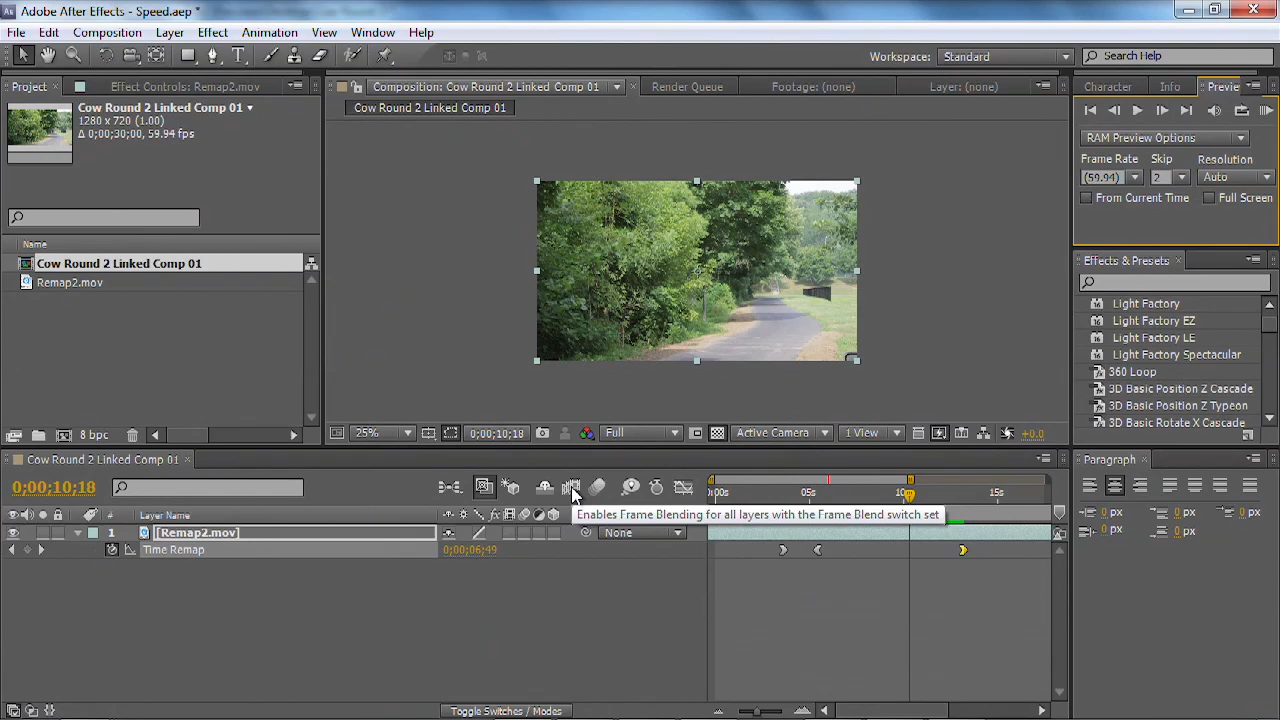 Adobe After Effects - Speed.aep *
File Edit Composition Layer Effect Animation View Window Help
Workspace: Standard Search Help
Project Effect Controls: Remap2.mov
Composition: Cow Round 2 Linked Comp 01 Render Queue Footage: (none) Layer: (none)
Character Info Previe
Cow Round 2 Linked Comp 01
1280 x 720 (1.00)
Δ 0;00;30;00, 59.94 fps
Cow Round 2 Linked Comp 01
RAM Preview Options
Frame Rate Skip Resolution
(59.94) 2 Auto
From Current Time Full Screen
Name
Cow Round 2 Linked Comp 01
Remap2.mov
8 bpc
25% 0;00;10;18 Full Active Camera 1 View +0.0
Effects & Presets
Light Factory
Light Factory EZ
Light Factory LE
Light Factory Spectacular
360 Loop
3D Basic Position Z Cascade
3D Basic Position Z Typeon
3D Basic Rotate X Cascade
Cow Round 2 Linked Comp 01
0;00;10;18
:00s 05s 10s 15s
Enables Frame Blending for all layers with the Frame Blend switch set
# Layer Name
1 [Remap2.mov] None
Time Remap 0;00;06;49
Toggle Switches / Modes
Paragraph
0 px 0 px 0 px
0 px 0 px